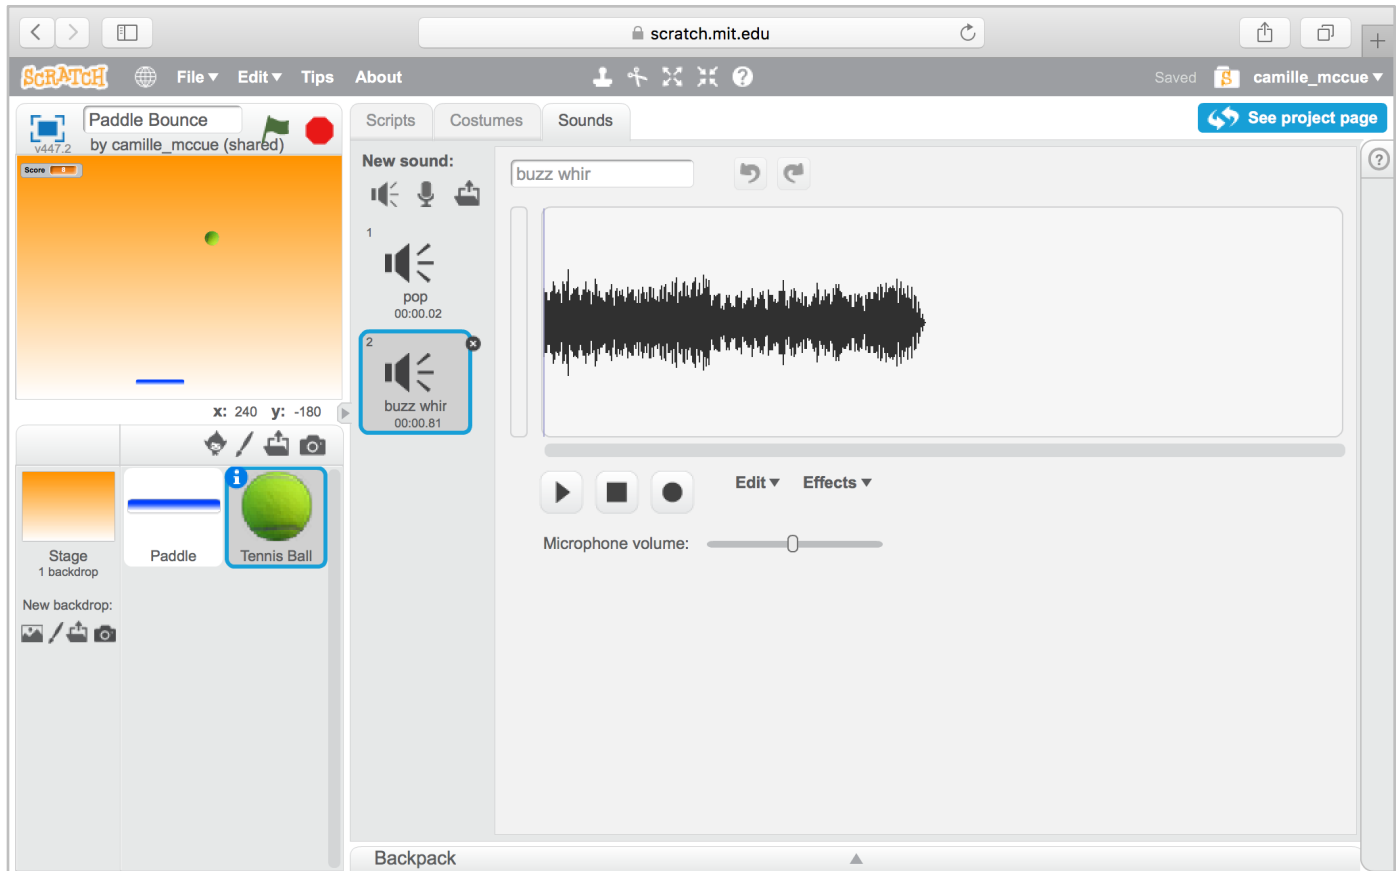 scratch.mit.edu
SCRATCH File Edit Tips About Saved S camille_mccue
Paddle Bounce
v447.2 by camille_mccue (shared)
Scripts Costumes Sounds
See project page
Score
New sound:
buzz whir
1
pop
00:00.02
2
buzz whir
00:00.81
x: 240 y: -180
Edit Effects
Microphone volume:
Stage
1 backdrop
Paddle
Tennis Ball
New backdrop:
Backpack